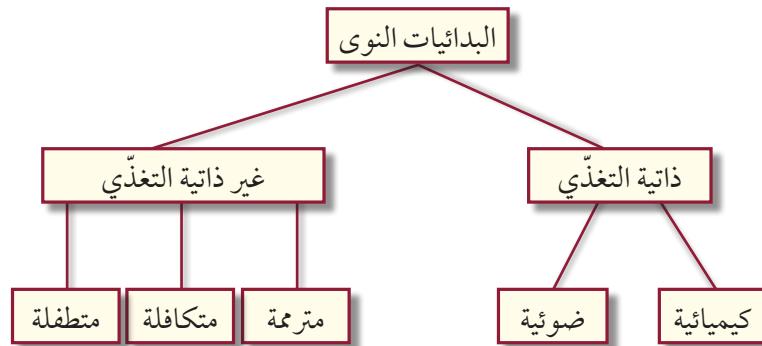 البدائيات النوى
ذاتية التغذّي
غير ذاتية التغذّي
كيميائية
ضوئية
مترممة
متكافلة
متطفلة